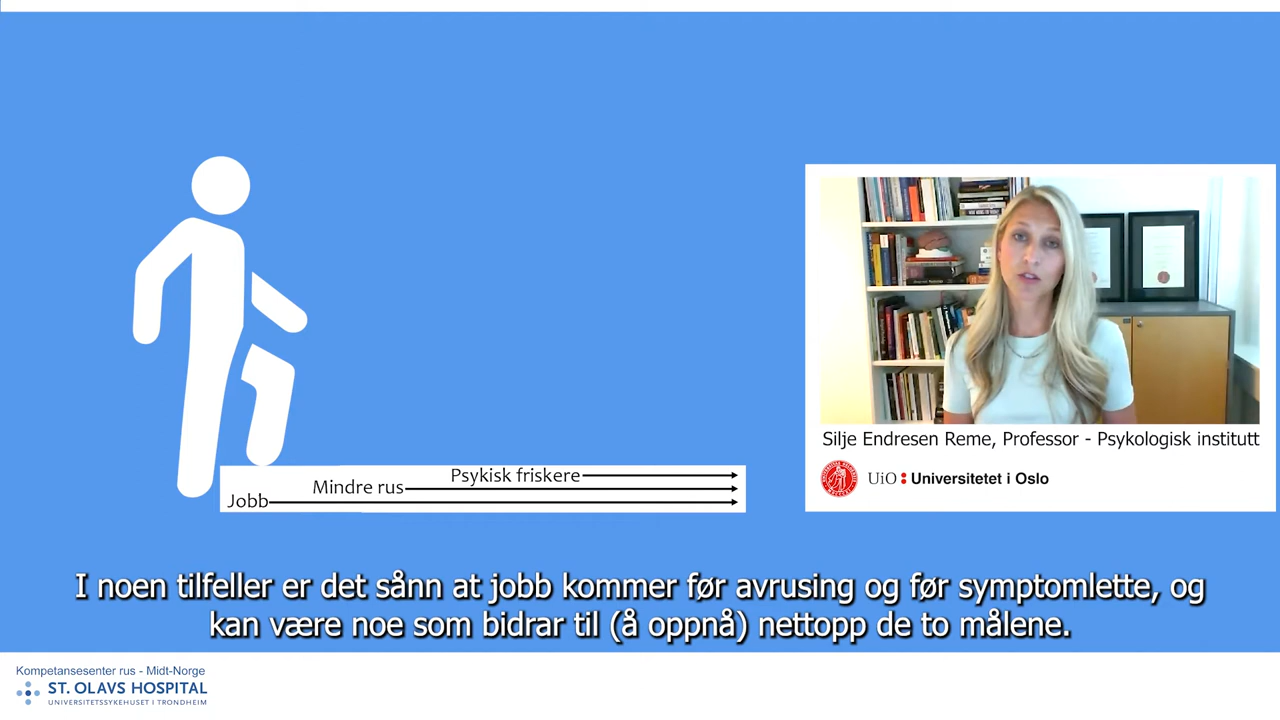 Psykisk friskere
Mindre rus
Jobb
Silje Endresen Reme, Professor - Psykologisk institutt
UiO : Universitetet i Oslo
I noen tilfeller er det sånn at jobb kommer før avrusing og før symptomlette, og
kan være noe som bidrar til (å oppnå) nettopp de to målene.
Kompetansesenter rus - Midt-Norge
ST. OLAVS HOSPITAL
UNIVERSITETSSYKEHUSET I TRONDHEIM